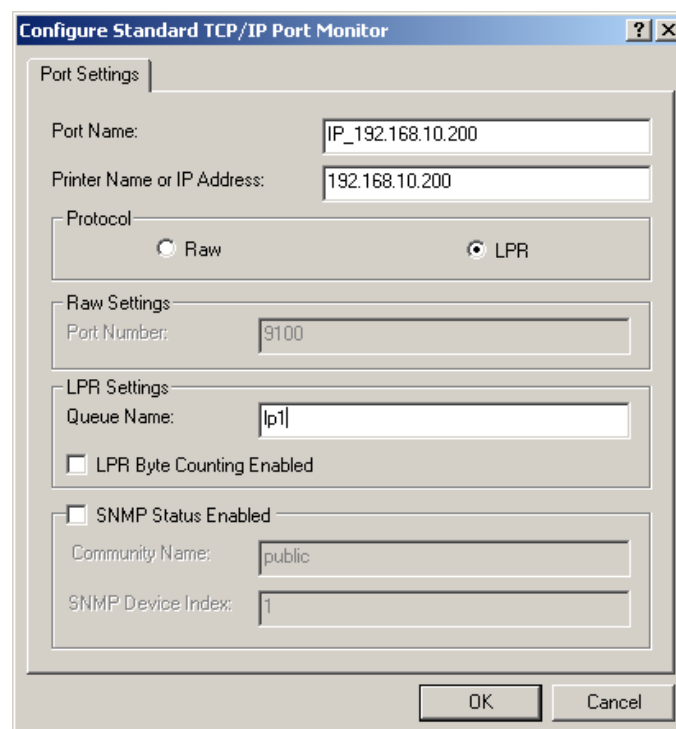 Configure Standard TCP/IP Port Monitor
Port Settings
Port Name: IP_192.168.10.200
Printer Name or IP Address: 192.168.10.200
Protocol
Raw LPR
Raw Settings
Port Number: 9100
LPR Settings
Queue Name: lp1
LPR Byte Counting Enabled
SNMP Status Enabled
Community Name: public
SNMP Device Index: 1
OK Cancel